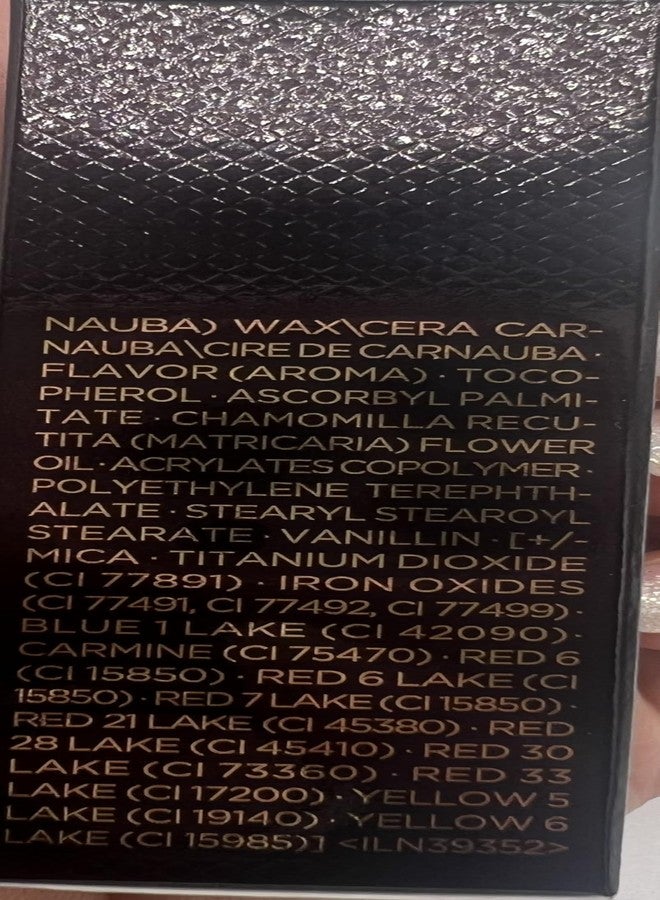 NAUBA) WAX\CERA CAR-
NAUBA\CIRE DE CARNAUBA ·
FLAVOR (AROMA) · TOCO-
PHEROL · ASCORBYL PALMI-
TATE · CHAMOMILLA RECU-
TITA (MATRICARIA) FLOWER
OIL · ACRYLATES COPOLYMER ·
POLYETHYLENE TEREPHTH-
ALATE · STEARYL STEAROYL
STEARATE · VANILLIN · [+/-
MICA · TITANIUM DIOXIDE
(CI 77891) · IRON OXIDES
(CI 77491, CI 77492, CI 77499) ·
BLUE 1 LAKE (CI 42090) ·
CARMINE (CI 75470) · RED 6
(CI 15850) · RED 6 LAKE (CI
15850) · RED 7 LAKE (CI 15850) ·
RED 21 LAKE (CI 45380) · RED
28 LAKE (CI 45410) · RED 30
LAKE (CI 73360) · RED 33
LAKE (CI 17200) · YELLOW 5
LAKE (CI 19140) · YELLOW 6
LAKE (CI 15985)] <ILN39352>